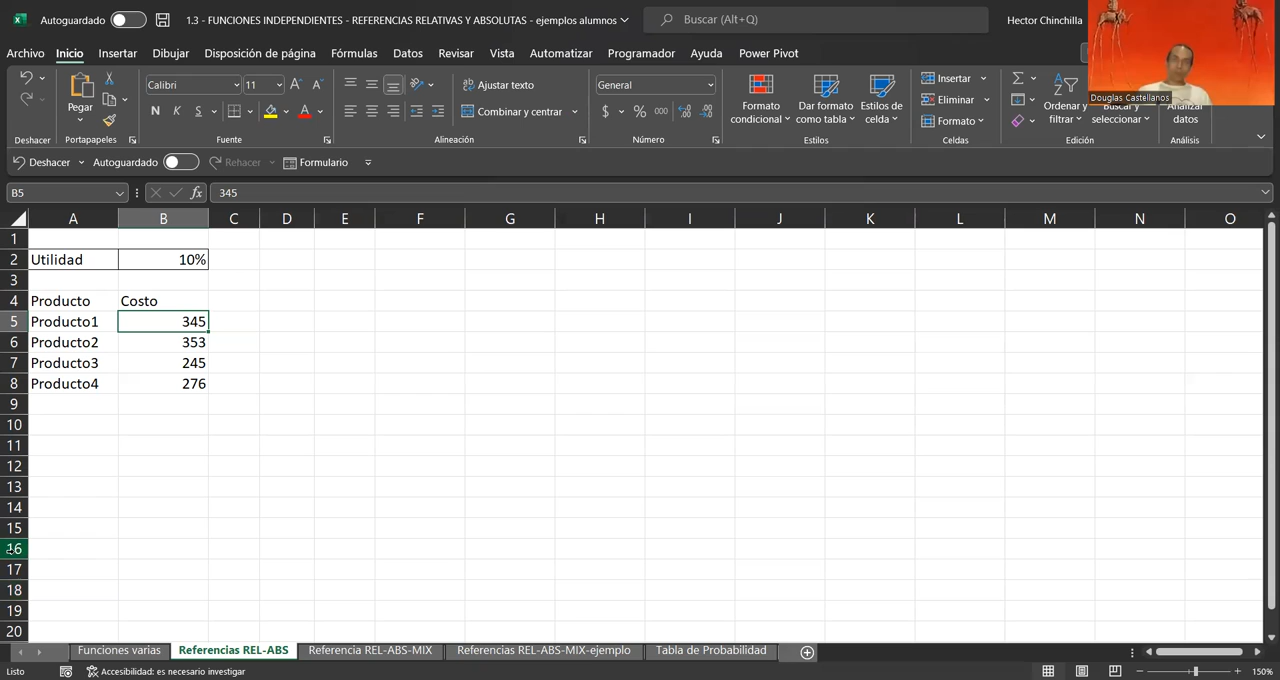 Autoguardado
1.3 - FUNCIONES INDEPENDIENTES - REFERENCIAS RELATIVAS Y ABSOLUTAS - ejemplos alumnos
Buscar (Alt+Q)
Hector Chinchilla
Archivo Inicio Insertar Dibujar Disposición de página Fórmulas Datos Revisar Vista Automatizar Programador Ayuda Power Pivot
Douglas Castellanos
Pegar
Calibri 11
N K S
Ajustar texto
Combinar y centrar
General
$ % 000
Formato condicional
Dar formato como tabla
Estilos de celda
Insertar
Eliminar
Formato
Ordenar y filtrar
Buscar y seleccionar
Analizar datos
Deshacer Portapapeles Fuente Alineación Número Estilos Celdas Edición Análisis
Deshacer Autoguardado Rehacer Formulario
B5 fx 345
A B C D E F G H I J K L M N O
1
2 Utilidad 10%
3
4 Producto Costo
5 Producto1 345
6 Producto2 353
7 Producto3 245
8 Producto4 276
9
10
11
12
13
14
15
16
17
18
19
20
Funciones varias Referencias REL-ABS Referencia REL-ABS-MIX Referencias REL-ABS-MIX-ejemplo Tabla de Probabilidad
Listo Accesibilidad: es necesario investigar 150%